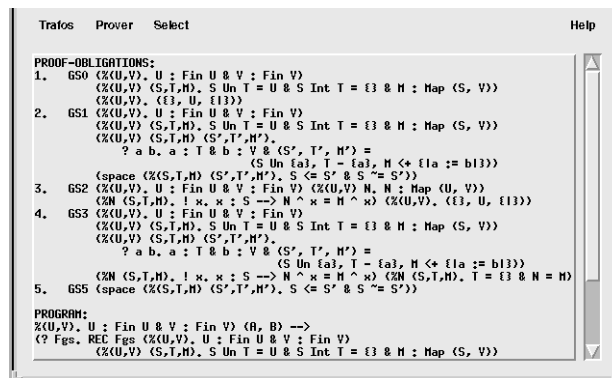 Trafos Prover Select Help
PROOF-OBLIGATIONS:
1. GS0 (%(U,V). U : Fin U & V : Fin V)
(%(U,V) (S,T,M). S Un T = U & S Int T = {} & M : Map (S, V))
(%(U,V). ({}, U, {|}))
2. GS1 (%(U,V). U : Fin U & V : Fin V)
(%(U,V) (S,T,M). S Un T = U & S Int T = {} & M : Map (S, V))
(%(U,V) (S,T,M) (S',T',M').
? a b. a : T & b : V & (S', T', M') =
(S Un {a}, T - {a}, M <+ {|a := b|}))
(space (%(S,T,M) (S',T',M'). S <= S' & S ~= S'))
3. GS2 (%(U,V). U : Fin U & V : Fin V) (%(U,V) N. N : Map (U, V))
(%N (S,T,M). ! x. x : S --> N ^ x = M ^ x) (%(U,V). ({}, U, {|}))
4. GS3 (%(U,V). U : Fin U & V : Fin V)
(%(U,V) (S,T,M). S Un T = U & S Int T = {} & M : Map (S, V))
(%(U,V) (S,T,M) (S',T',M').
? a b. a : T & b : V & (S', T', M') =
(S Un {a}, T - {a}, M <+ {|a := b|}))
(%N (S,T,M). ! x. x : S --> N ^ x = M ^ x) (%N (S,T,M). T = {} & N = M)
5. GS5 (space (%(S,T,M) (S',T',M'). S <= S' & S ~= S'))
PROGRAM:
%(U,V). U : Fin U & V : Fin V) (A, B) -->
(? Fgs. REC Fgs (%(U,V). U : Fin U & V : Fin V)
(%(U,V) (S,T,M). S Un T = U & S Int T = {} & M : Map (S, V))